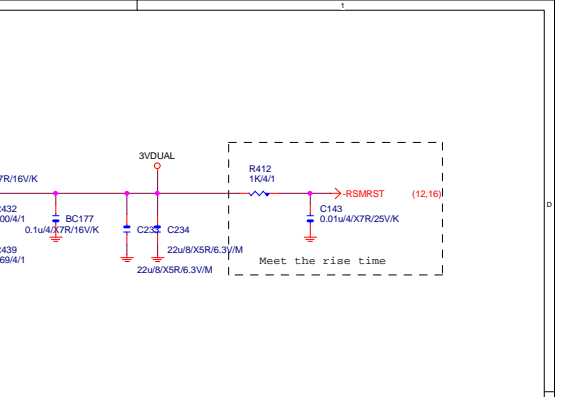 1
3VDUAL
R412
1K/4/1
7R/16V/K
-RSMRST (12,16)
R432
00/4/1
BC177
0.1u/4/X7R/16V/K
C233
C234
C143
0.01u/4/X7R/25V/K
D
R439
69/4/1
22u/8/X5R/6.3V/M
22u/8/X5R/6.3V/M
Meet the rise time